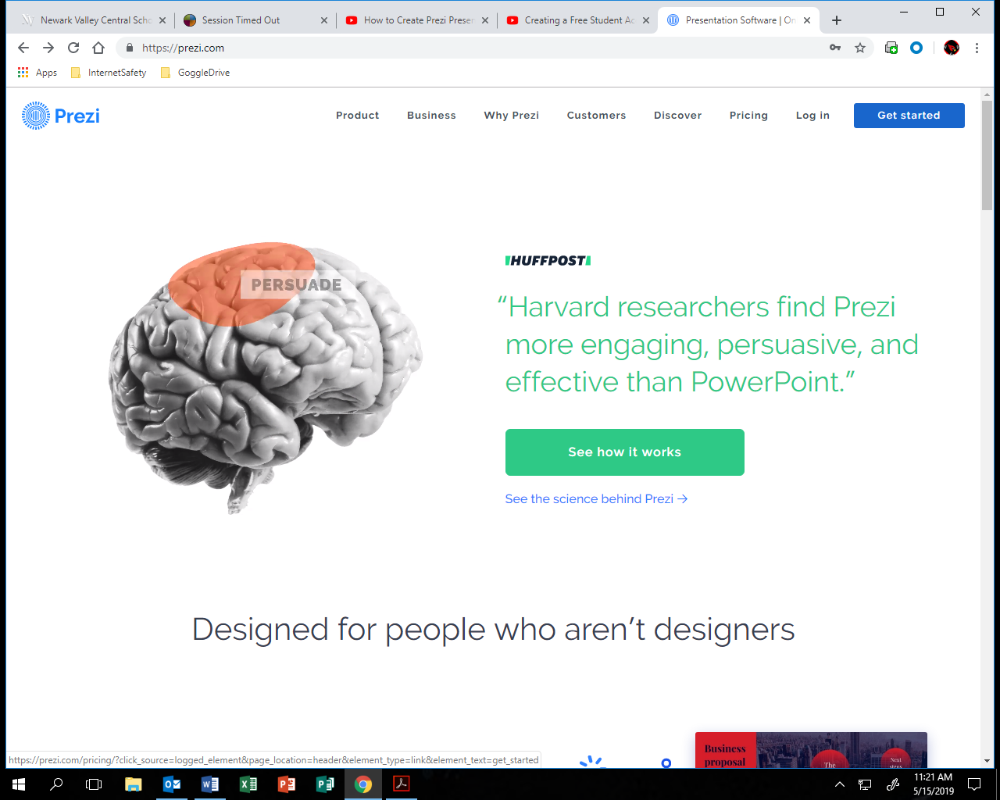 Newark Valley Central Scho
Session Timed Out
How to Create Prezi Presen
Creating a Free Student Ac
Presentation Software | On
https://prezi.com
Apps InternetSafety GoggleDrive
Prezi
Product Business Why Prezi Customers Discover Pricing Log in Get started
PERSUADE
HUFFPOST
“Harvard researchers find Prezi
more engaging, persuasive, and
effective than PowerPoint.”
See how it works
See the science behind Prezi →
Designed for people who aren’t designers
Business
proposal
The
Next
steps
https://prezi.com/pricing/?click_source=logged_element&page_location=header&element_type=link&element_text=get_started
11:21 AM
5/15/2019